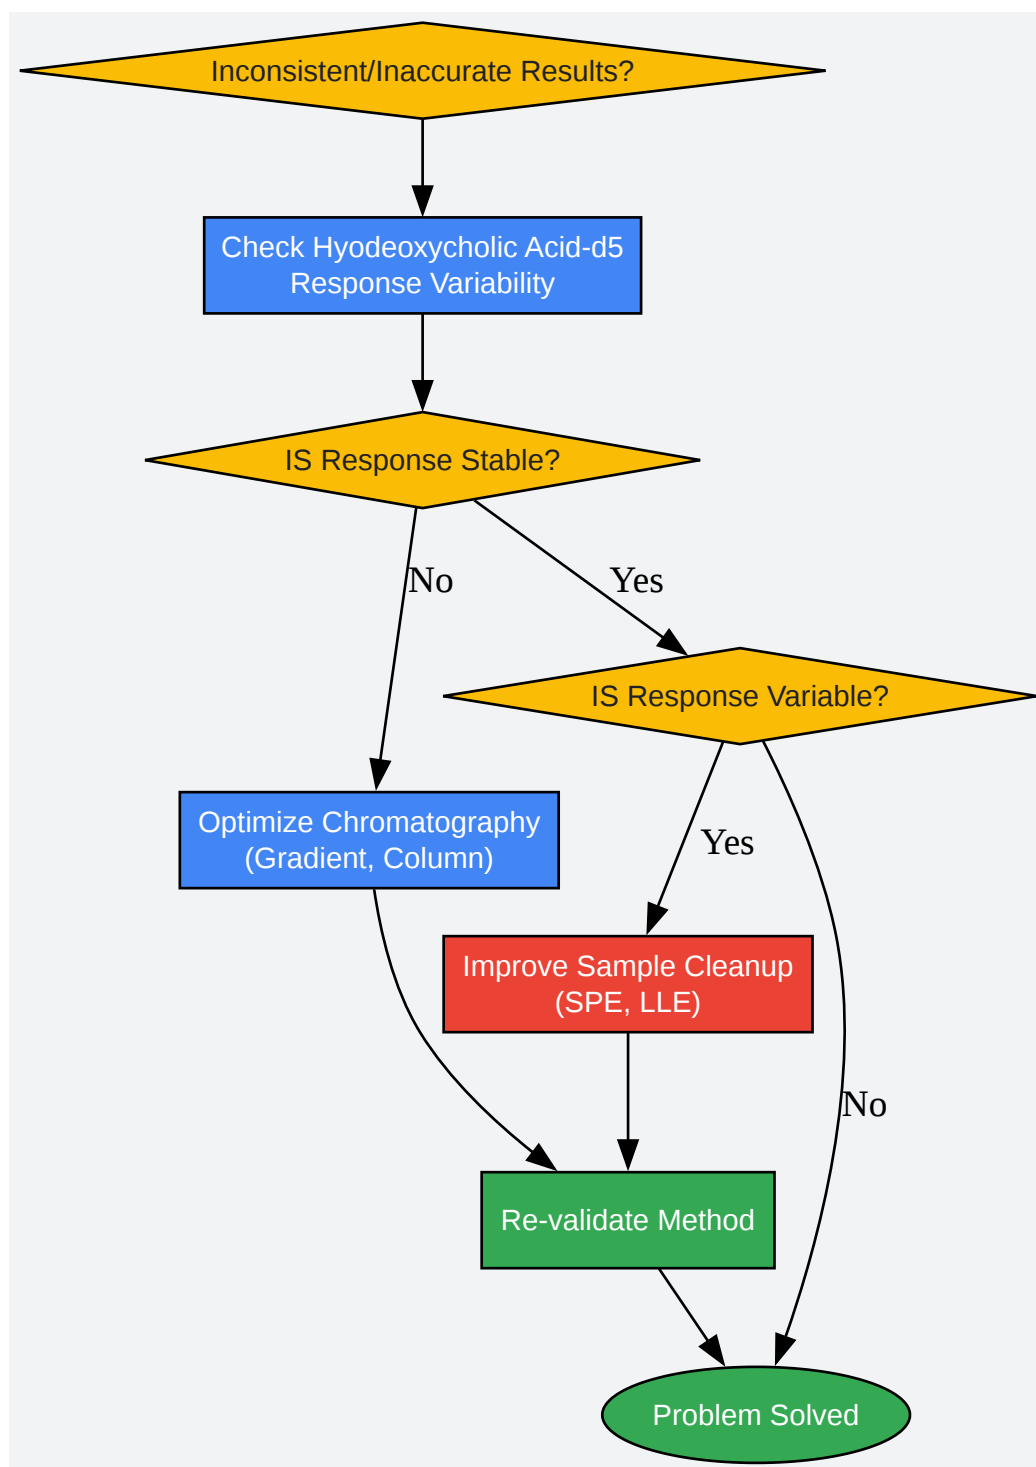 Inconsistent/Inaccurate Results?
Check Hyodeoxycholic Acid-d5
Response Variability
IS Response Stable?
No
Yes
IS Response Variable?
Optimize Chromatography
(Gradient, Column)
Yes
Improve Sample Cleanup
(SPE, LLE)
No
Re-validate Method
Problem Solved